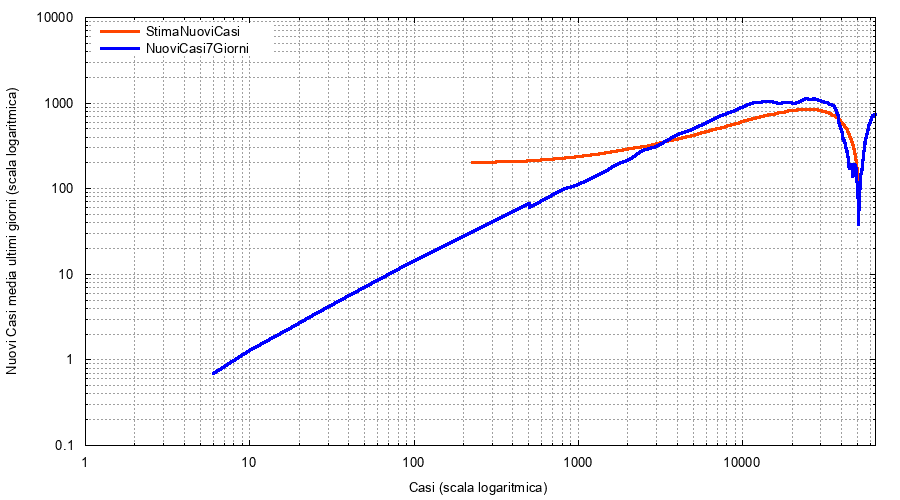 StimaNuoviCasi
NuoviCasi7Giorni
Nuovi Casi media ultimi giorni (scala logaritmica)
10000
1000
100
10
1
0.1
1 10 100 1000 10000
Casi (scala logaritmica)